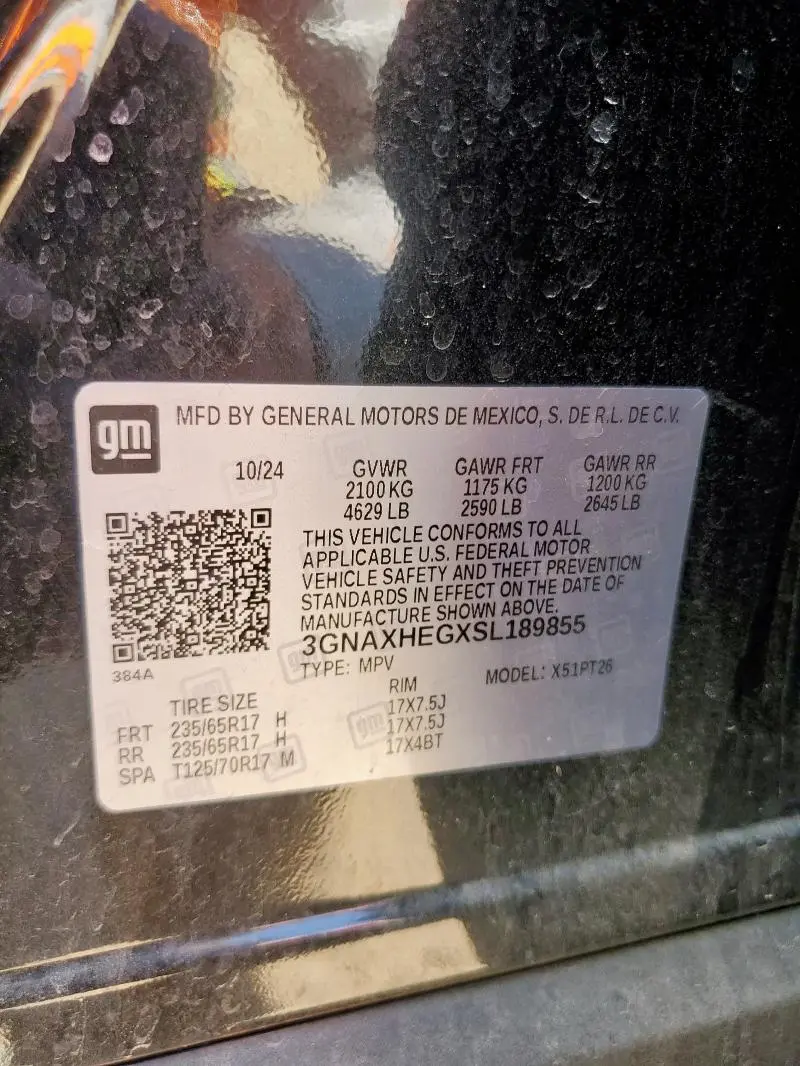 gm
MFD BY GENERAL MOTORS DE MEXICO, S. DE R.L. DE C.V.
10/24 GVWR GAWR FRT GAWR RR
2100 KG 1175 KG 1200 KG
4629 LB 2590 LB 2645 LB
THIS VEHICLE CONFORMS TO ALL
APPLICABLE U.S. FEDERAL MOTOR
VEHICLE SAFETY AND THEFT PREVENTION
STANDARDS IN EFFECT ON THE DATE OF
MANUFACTURE SHOWN ABOVE.
3GNAXHEGXSL189855
384A
TYPE: MPV MODEL: X51PT26
TIRE SIZE RIM
FRT 235/65R17 H 17X7.5J
RR 235/65R17 H 17X7.5J
SPA T125/70R17 M 17X4BT